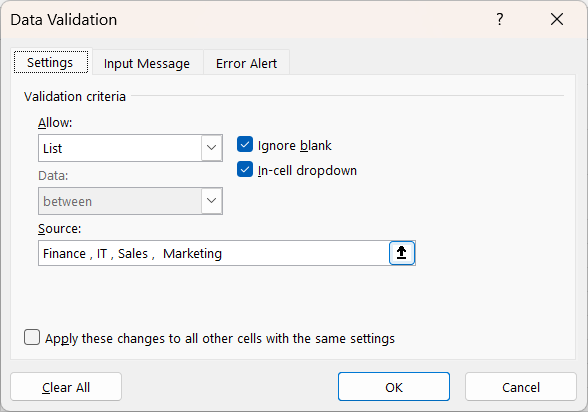 Data Validation ?
Settings Input Message Error Alert
Validation criteria
Allow:
List
Ignore blank
In-cell dropdown
Data:
between
Source:
Finance , IT , Sales ,  Marketing
Apply these changes to all other cells with the same settings
Clear All OK Cancel